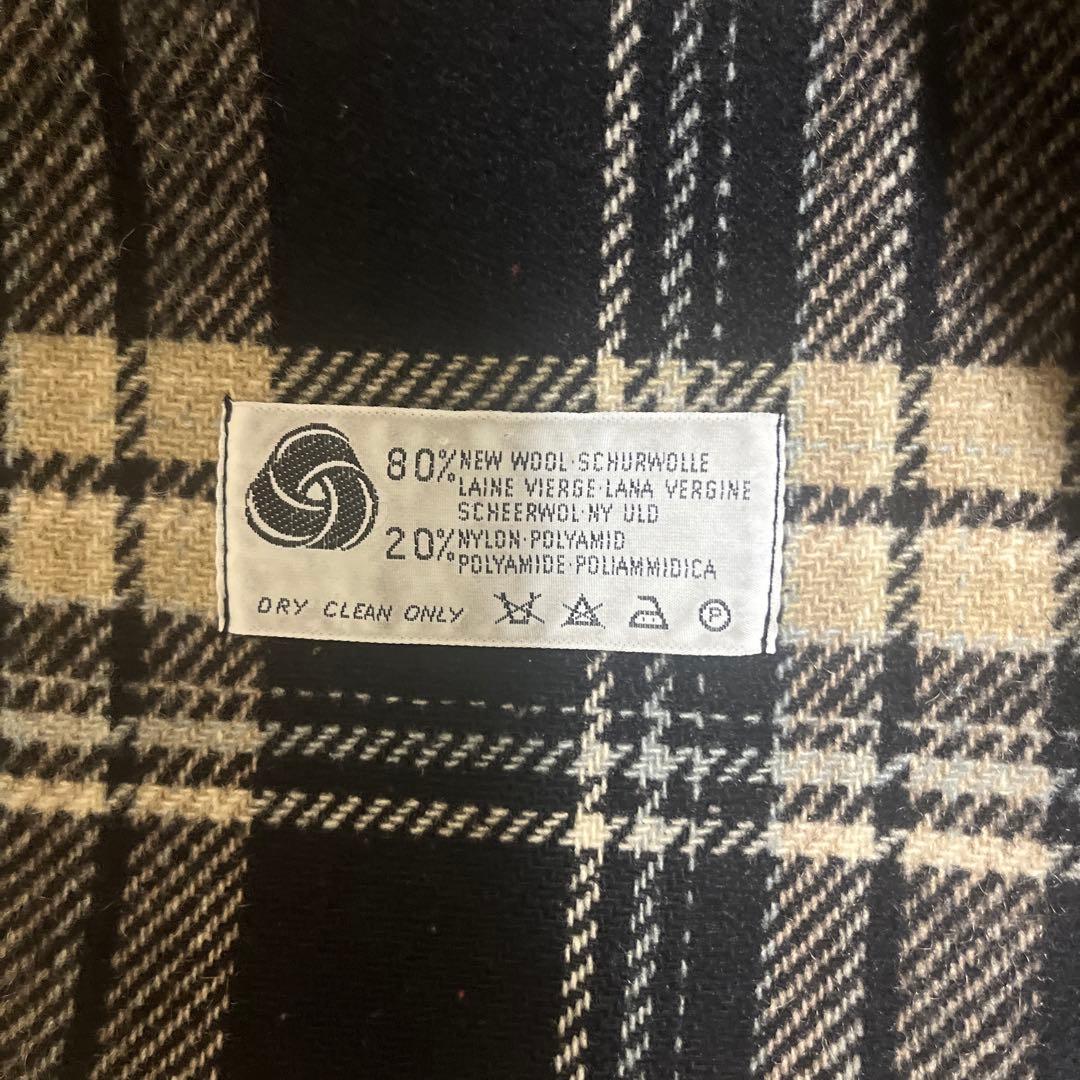 80% NEW WOOL·SCHURWOLLE
LAINE VIERGE·LANA VERGINE
SCHEERWOL·NY ULD
20% NYLON·POLYAMID
POLYAMIDE·POLIAMMIDICA
DRY CLEAN ONLY A P